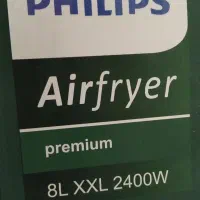 PHILIPS
Airfryer
premium
8L XXL 2400W